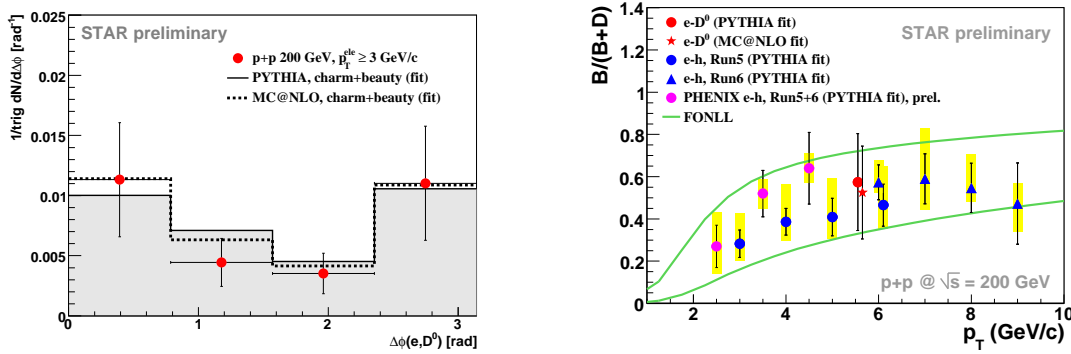 STAR preliminary
1/trig dN/dΔϕ [rad⁻¹]
0.025
0.02
0.015
0.01
0.005
0
p+p 200 GeV, p_T^ele ≥ 3 GeV/c
PYTHIA, charm+beauty (fit)
MC@NLO, charm+beauty (fit)
0 1 2 3
Δϕ(e,D⁰) [rad]
STAR preliminary
B/(B+D)
1.4
1.2
1
0.8
0.6
0.4
0.2
0
e-D⁰ (PYTHIA fit)
e-D⁰ (MC@NLO fit)
e-h, Run5 (PYTHIA fit)
e-h, Run6 (PYTHIA fit)
PHENIX e-h, Run5+6 (PYTHIA fit), prel.
FONLL
p+p @ √s = 200 GeV
2 4 6 8 10
p_T (GeV/c)